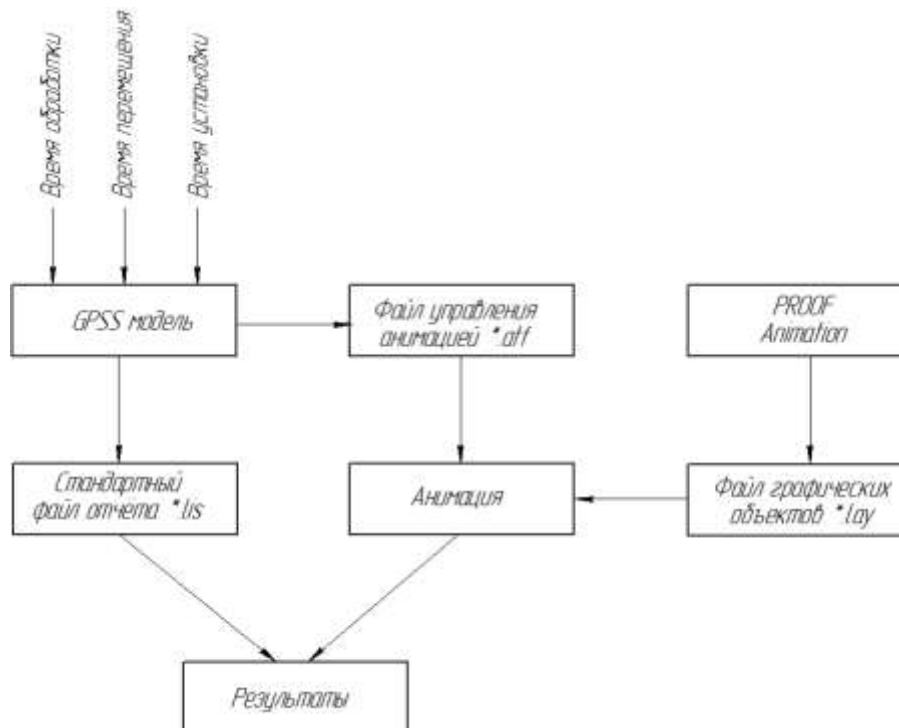 Время обработки
Время перемещения
Время установки
GPSS модель
Файл управления
анимацией *.atf
PROOF
Animation
Стандартный
файл отчета *.lis
Анимация
Файл графических
объектов *.lay
Результаты